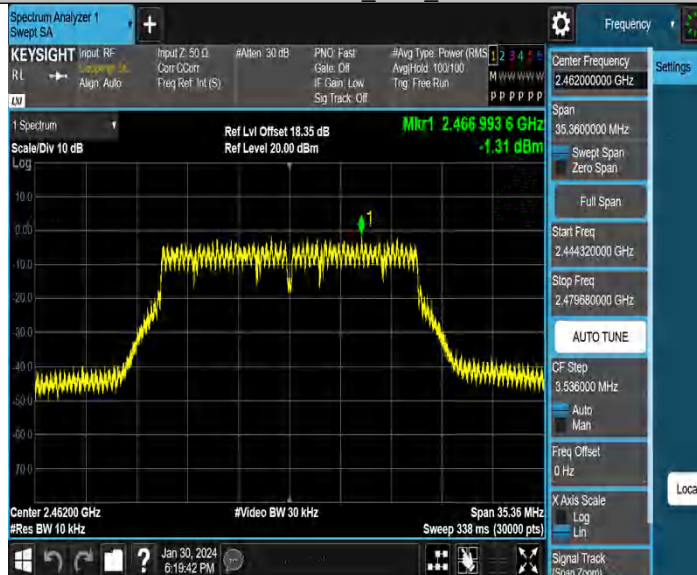 Spectrum Analyzer 1
Swept SA
Frequency
KEYSIGHT
Input: RF
Input Z: 50 Ω
#Atten: 30 dB
PNO: Fast
#Avg Type: Power (RMS
1 2 3 4 5 6
RL
Corr CCorr
Gate: Off
Avg|Hold: 100/100
M W W W W W
Align: Auto
Freq Ref: Int (S)
IF Gain: Low
Trig: Free Run
P P P P P P
Sig Track: Off
LXI
Center Frequency
2.462000000 GHz
Settings
1 Spectrum
Ref Lvl Offset 18.35 dB
Mkr1 2.466 993 6 GHz
Scale/Div 10 dB
Ref Level 20.00 dBm
-1.31 dBm
Log
10.0
0.00
-10.0
-20.0
-30.0
-40.0
-50.0
-60.0
-70.0
1
Span
35.3600000 MHz
Swept Span
Zero Span
Full Span
Start Freq
2.444320000 GHz
Stop Freq
2.479680000 GHz
AUTO TUNE
CF Step
3.536000 MHz
Auto
Man
Freq Offset
0 Hz
X Axis Scale
Log
Lin
Loca
Signal Track
(Span Zoom)
Center 2.46200 GHz
#Video BW 30 kHz
Span 35.36 MHz
#Res BW 10 kHz
Sweep 338 ms (30000 pts)
?
Jan 30, 2024
6:19:42 PM